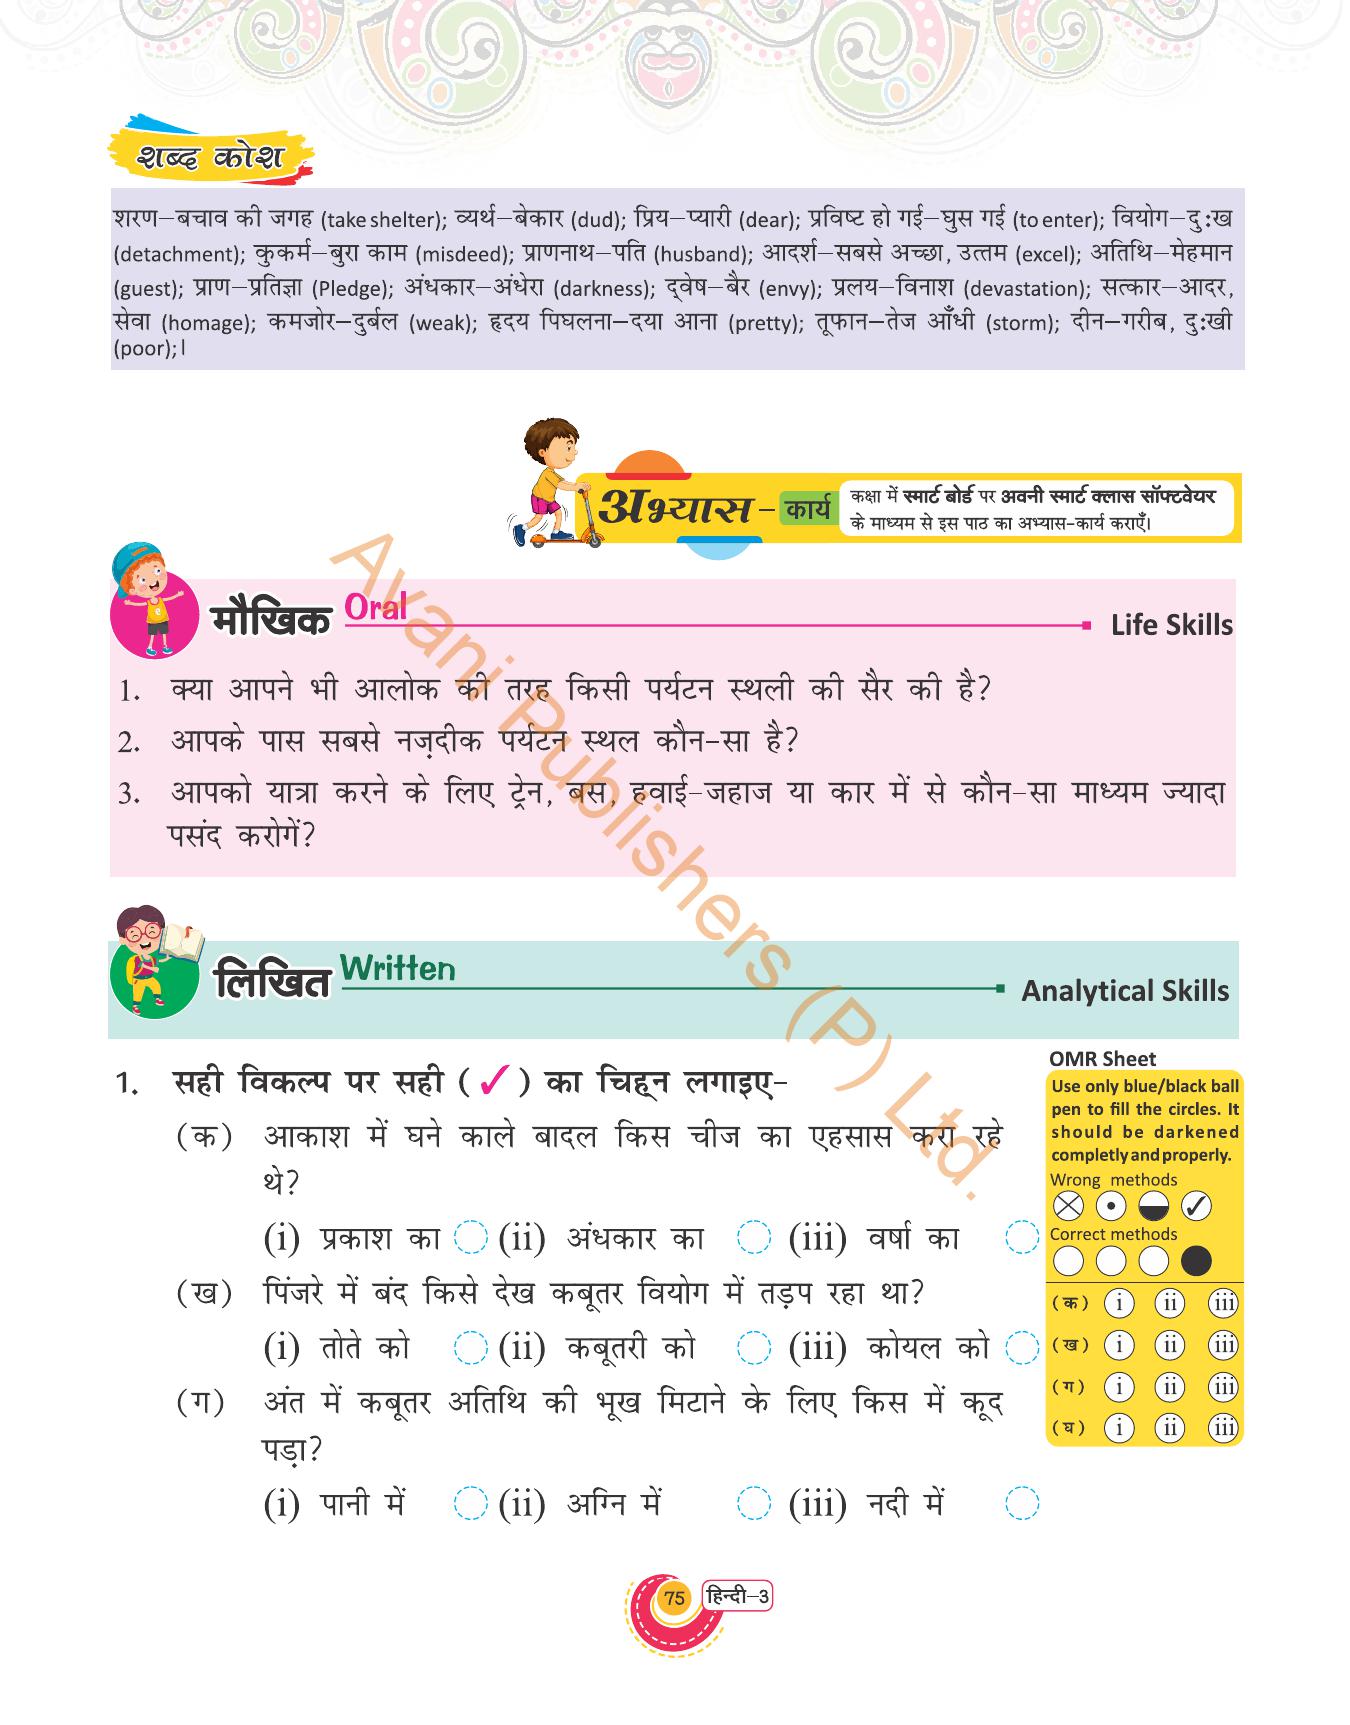 शब्द कोश
शरण–बचाव की जगह (take shelter); व्यर्थ–बेकार (dud); प्रिय–प्यारी (dear); प्रविष्ट हो गई–घुस गई (to enter); वियोग–दुःख
(detachment); कुकर्म–बुरा काम (misdeed); प्राणनाथ–पति (husband); आदर्श–सबसे अच्छा, उत्तम (excel); अतिथि–मेहमान
(guest); प्राण–प्रतिज्ञा (Pledge); अंधकार–अंधेरा (darkness); द्वेष–बैर (envy); प्रलय–विनाश (devastation); सत्कार–आदर,
सेवा (homage); कमजोर–दुर्बल (weak); हृदय पिघलना–दया आना (pretty); तूफान–तेज आँधी (storm); दीन–गरीब, दुःखी
(poor);।
अभ्यास – कार्य
कक्षा में स्मार्ट बोर्ड पर अवनी स्मार्ट क्लास सॉफ्टवेयर
के माध्यम से इस पाठ का अभ्यास-कार्य कराएँ।
मौखिक Oral Life Skills
1. क्या आपने भी आलोक की तरह किसी पर्यटन स्थली की सैर की है?
2. आपके पास सबसे नज़दीक पर्यटन स्थल कौन-सा है?
3. आपको यात्रा करने के लिए ट्रेन, बस, हवाई-जहाज या कार में से कौन-सा माध्यम ज्यादा
पसंद करोगें?
लिखित Written Analytical Skills
1. सही विकल्प पर सही (✓) का चिह्न लगाइए-
(क) आकाश में घने काले बादल किस चीज का एहसास करा रहे
थे?
(i) प्रकाश का (ii) अंधकार का (iii) वर्षा का
(ख) पिंजरे में बंद किसे देख कबूतर वियोग में तड़प रहा था?
(i) तोते को (ii) कबूतरी को (iii) कोयल को
(ग) अंत में कबूतर अतिथि की भूख मिटाने के लिए किस में कूद
पड़ा?
(i) पानी में (ii) अग्नि में (iii) नदी में
OMR Sheet
Use only blue/black ball
pen to fill the circles. It
should be darkened
completly and properly.
Wrong methods
Correct methods
(क) i ii iii
(ख) i ii iii
(ग) i ii iii
(घ) i ii iii
Avani Publishers (P) Ltd.
75 हिन्दी–3